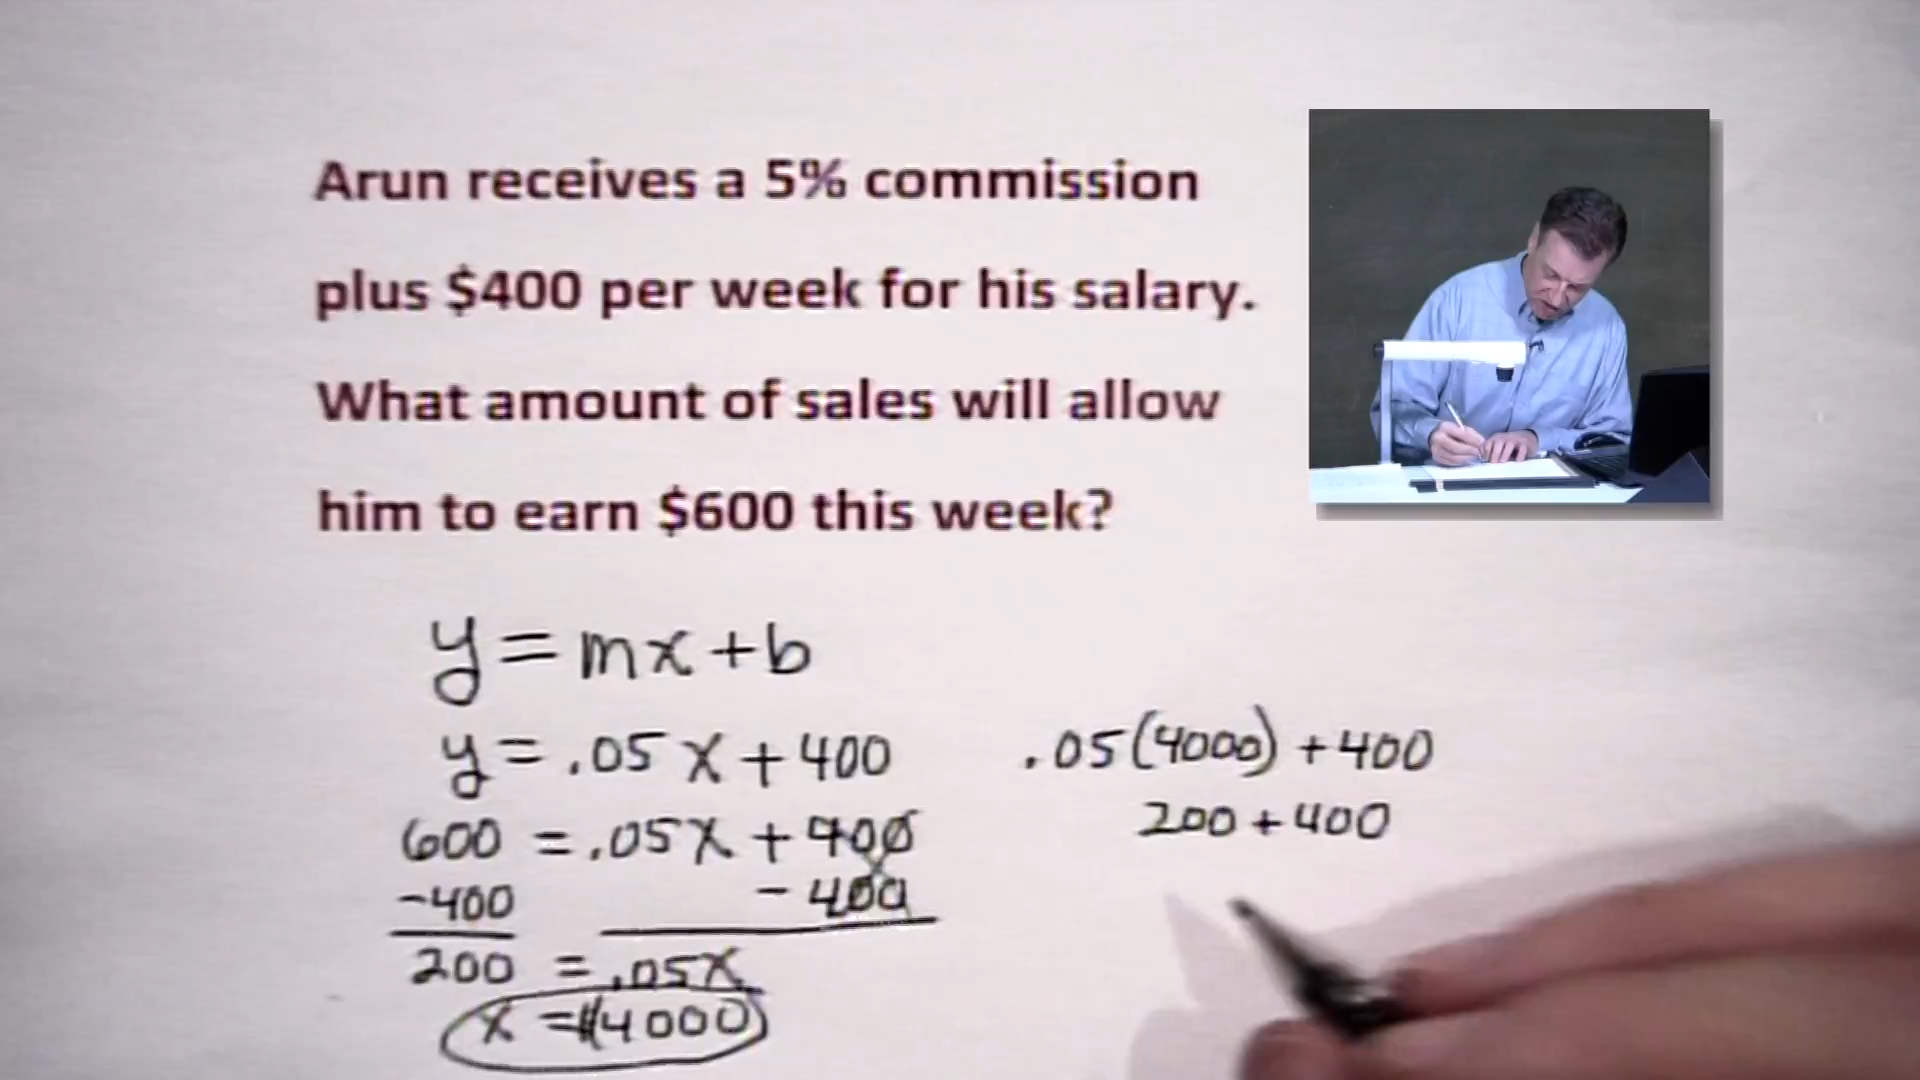 Arun receives a 5% commission
plus $400 per week for his salary.
What amount of sales will allow
him to earn $600 this week?
y = mx + b
y = .05x + 400
600 = .05x + 400
-400 - 400
200 = .05x
x = $4000
.05(4000) + 400
200 + 400